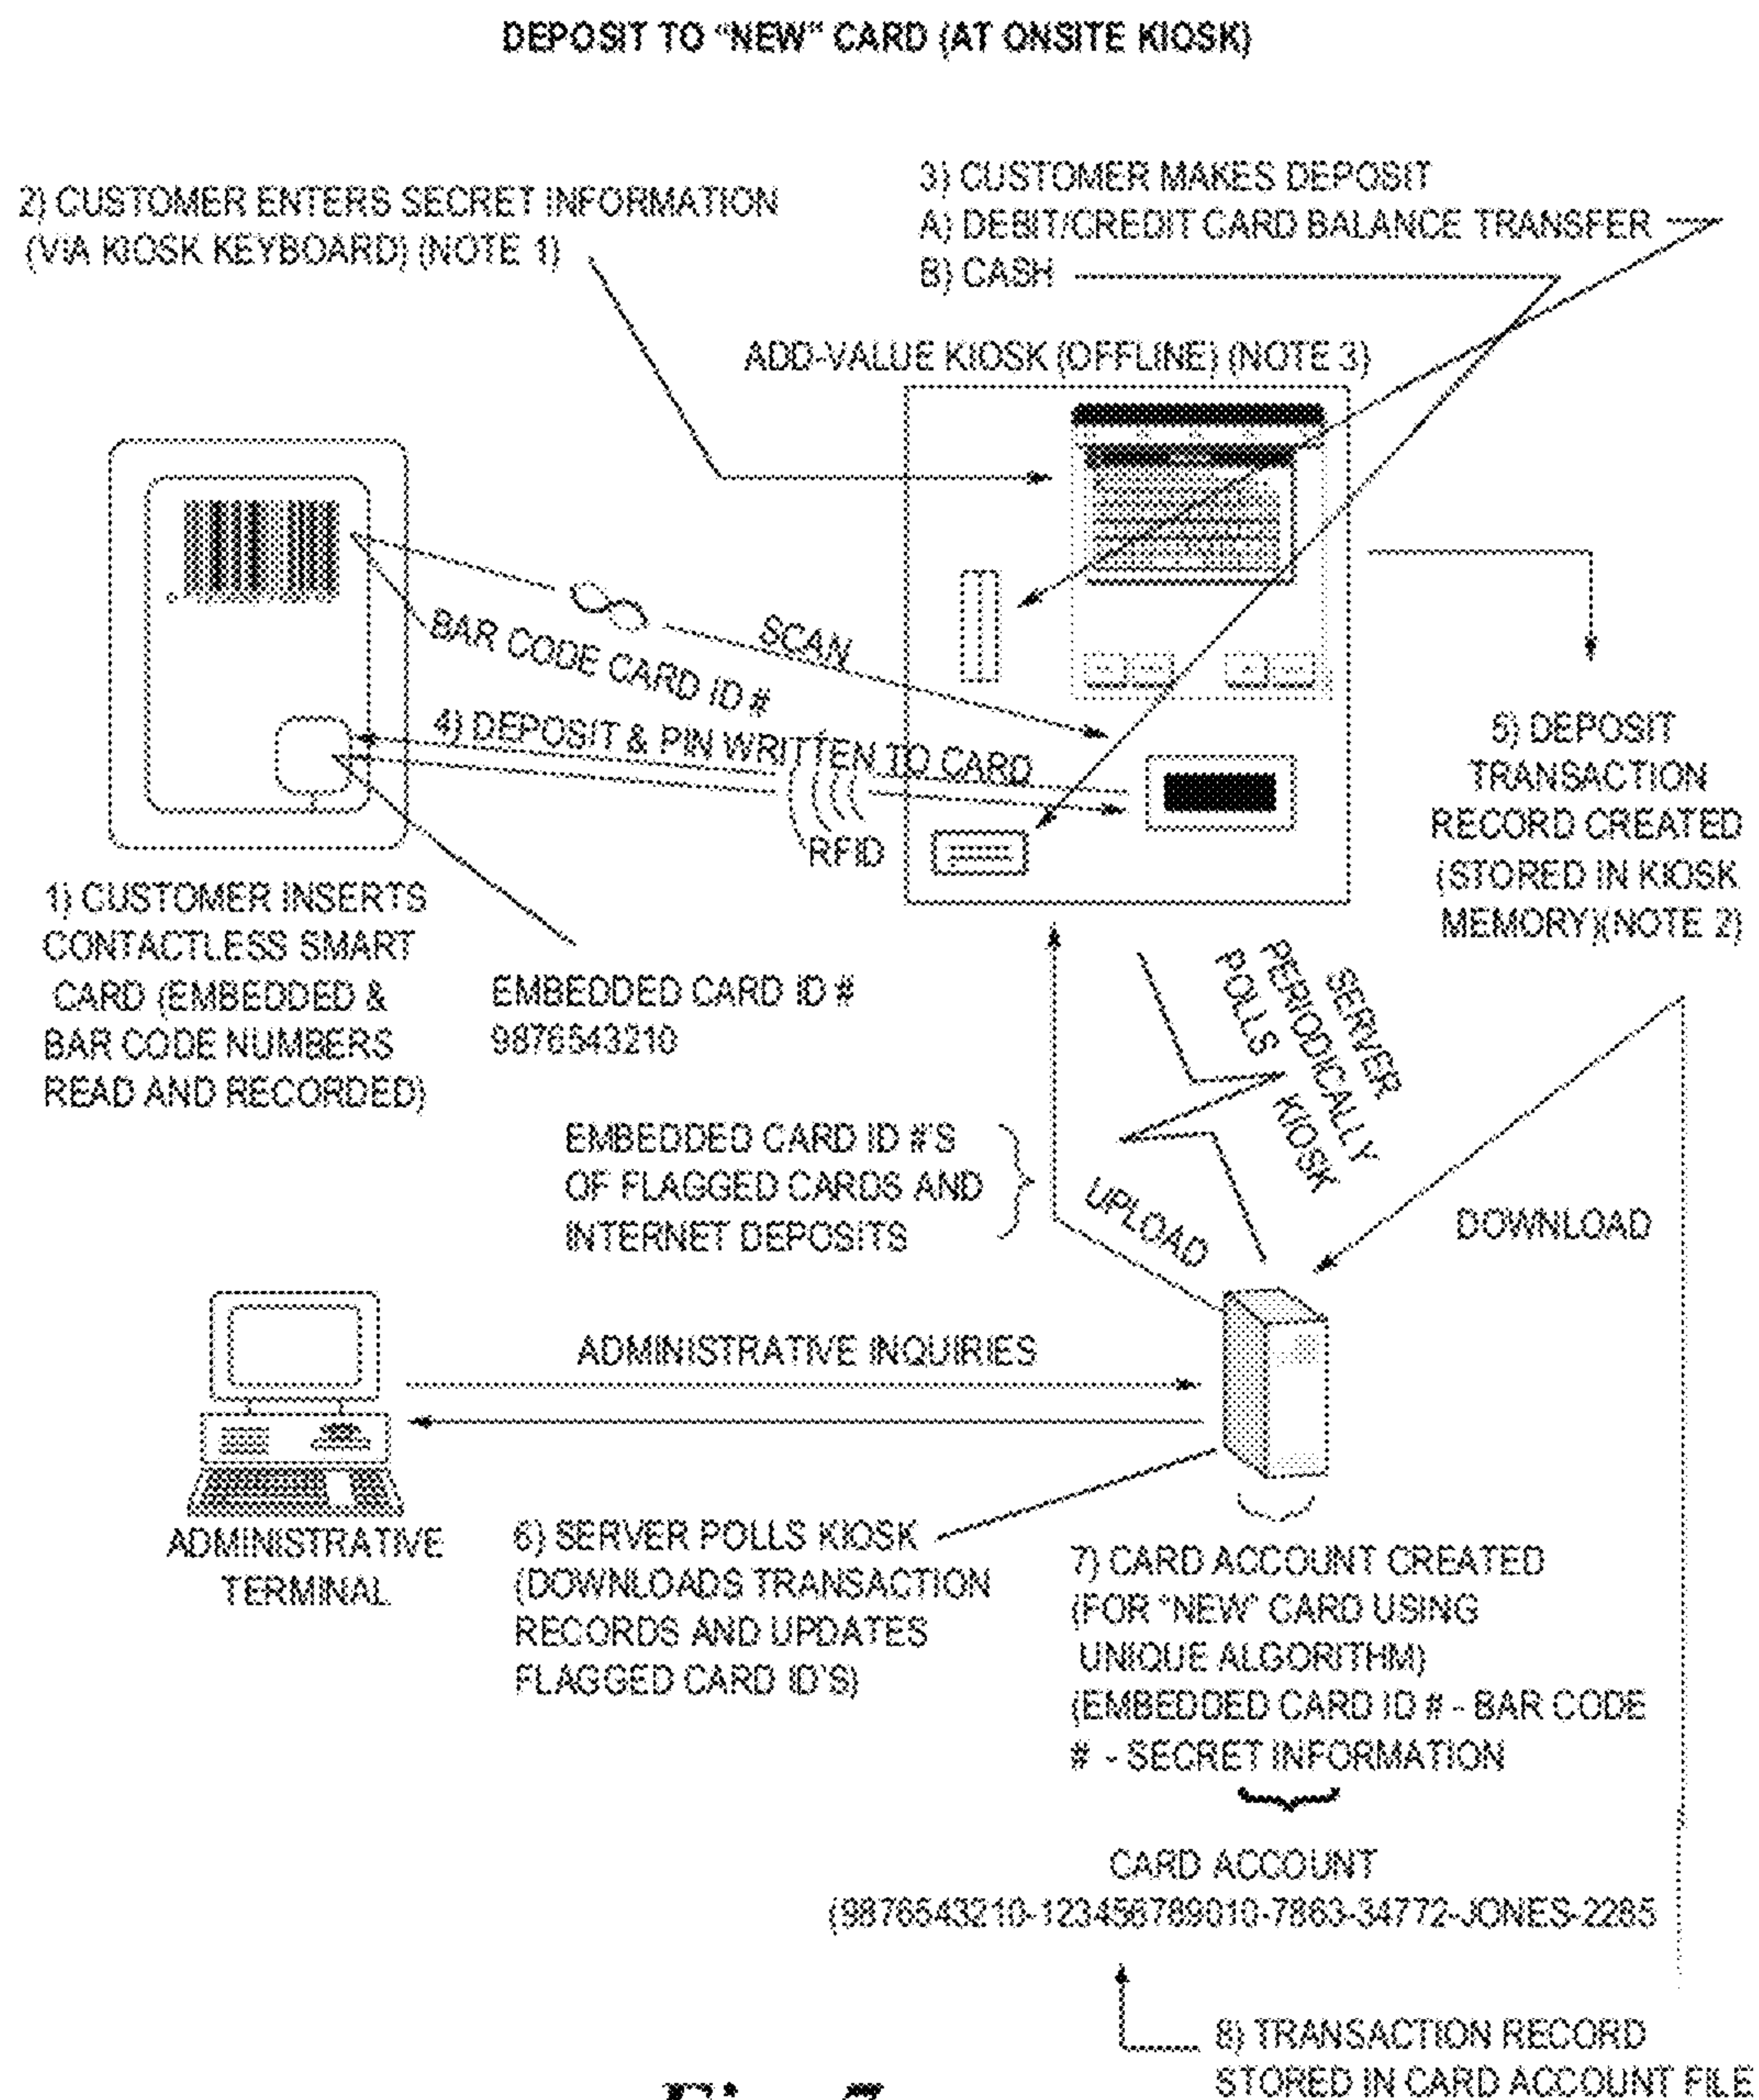 DEPOSIT TO "NEW" CARD (AT ONSITE KIOSK)
2) CUSTOMER ENTERS SECRET INFORMATION
(VIA KIOSK KEYBOARD) (NOTE 1)
3) CUSTOMER MAKES DEPOSIT
A) DEBIT/CREDIT CARD BALANCE TRANSFER
B) CASH
ADD-VALUE KIOSK (OFFLINE) (NOTE 3)
SCAN
BAR CODE CARD ID #
4) DEPOSIT & PIN WRITTEN TO CARD
RFID
5) DEPOSIT
TRANSACTION
RECORD CREATED
(STORED IN KIOSK
MEMORY)(NOTE 2)
1) CUSTOMER INSERTS
CONTACTLESS SMART
CARD (EMBEDDED &
BAR CODE NUMBERS
READ AND RECORDED)
EMBEDDED CARD ID #
9876543210
SERVER
PERIODICALLY
POLLS KIOSK
EMBEDDED CARD ID #'S
OF FLAGGED CARDS AND
INTERNET DEPOSITS
UPLOAD
DOWNLOAD
ADMINISTRATIVE INQUIRIES
ADMINISTRATIVE
TERMINAL
6) SERVER POLLS KIOSK
(DOWNLOADS TRANSACTION
RECORDS AND UPDATES
FLAGGED CARD ID'S)
7) CARD ACCOUNT CREATED
(FOR "NEW" CARD USING
UNIQUE ALGORITHM)
(EMBEDDED CARD ID # - BAR CODE
# - SECRET INFORMATION
CARD ACCOUNT
(9876543210-123456789010-7863-34772-JONES-2285
8) TRANSACTION RECORD
STORED IN CARD ACCOUNT FILE